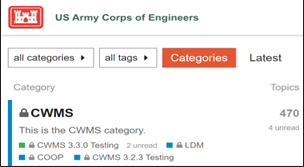 US Army Corps of Engineers
all categories all tags Categories Latest
Category Topics
CWMS 470
This is the CWMS category. 4 unread
CWMS 3.3.0 Testing 2 unread LDM
COOP CWMS 3.2.3 Testing